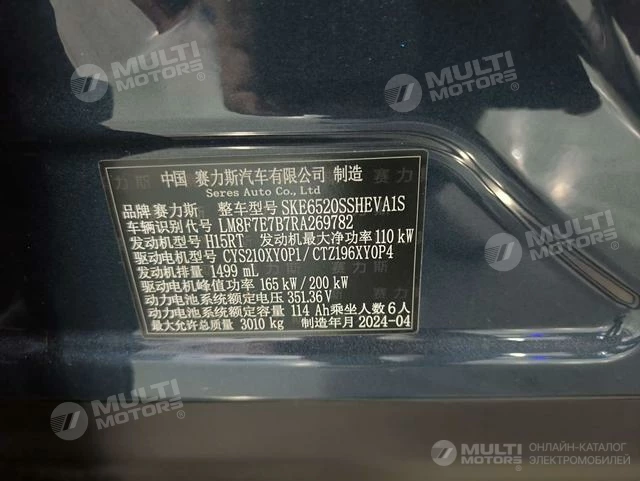 MULTI
MOTORS®
MULTI
MOTORS®
中国 赛力斯汽车有限公司 制造
Seres Auto Co., Ltd
品牌 赛力斯 整车型号 SKE6520SSHEVA1S
车辆识别代号 LM8F7E7B7RA269782
发动机型号 H15RT 发动机最大净功率 110 kW
驱动电机型号 CYS210XY0P1/CTZ196XY0P4
发动机排量 1499 mL
驱动电机峰值功率 165 kW/200 kW
动力电池系统额定电压 351.36V
动力电池系统额定容量 114 Ah 乘坐人数 6人
最大允许总质量 3010 kg 制造年月 2024-04
MULTI
MOTORS®
MULTI
MOTORS®
MULTI
MOTORS®
ОНЛАЙН-КАТАЛОГ
ЭЛЕКТРОМОБИЛЕЙ